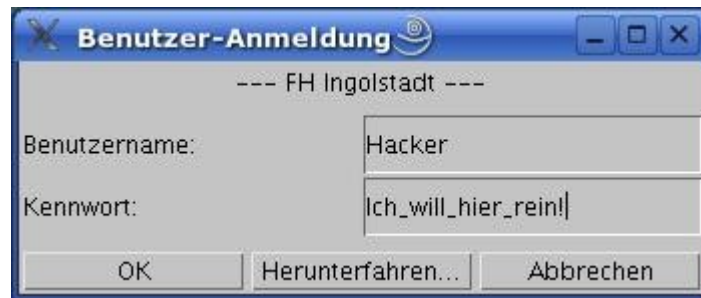 Benutzer-Anmeldung
--- FH Ingolstadt ---
Benutzername: Hacker
Kennwort: Ich_will_hier_rein!
OK Herunterfahren... Abbrechen